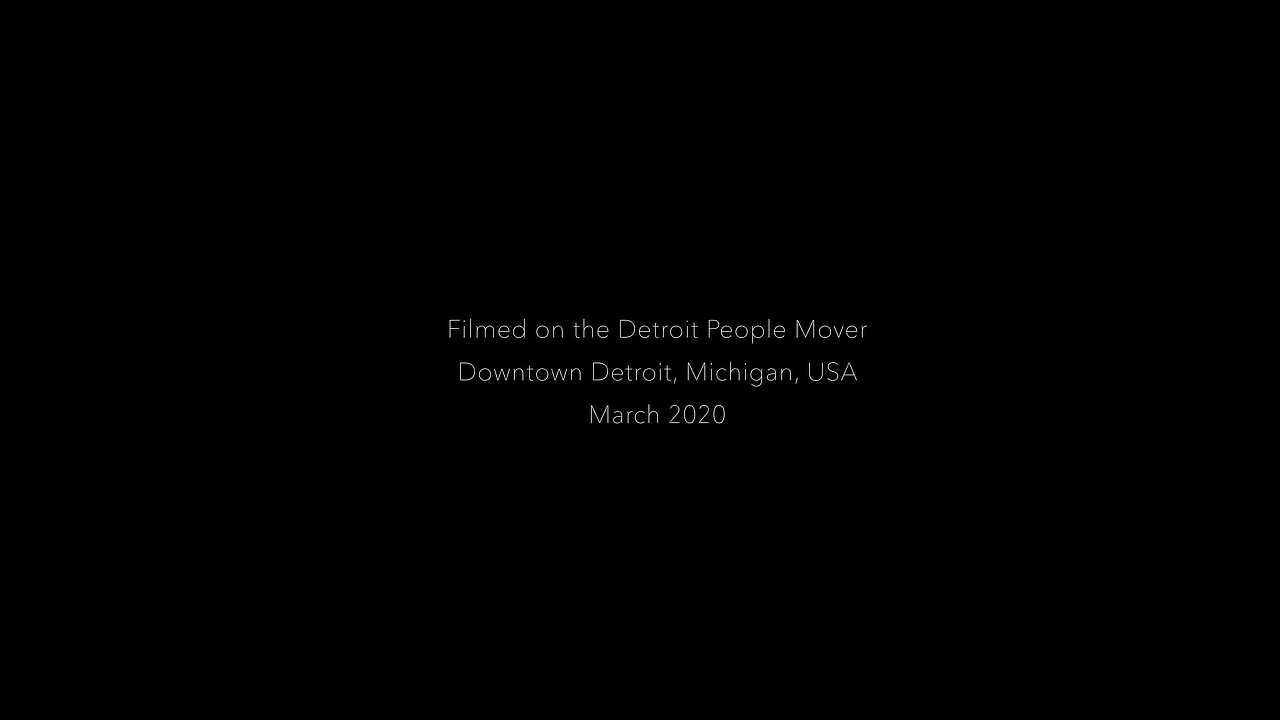 Filmed on the Detroit People Mover
Downtown Detroit, Michigan, USA
March 2020